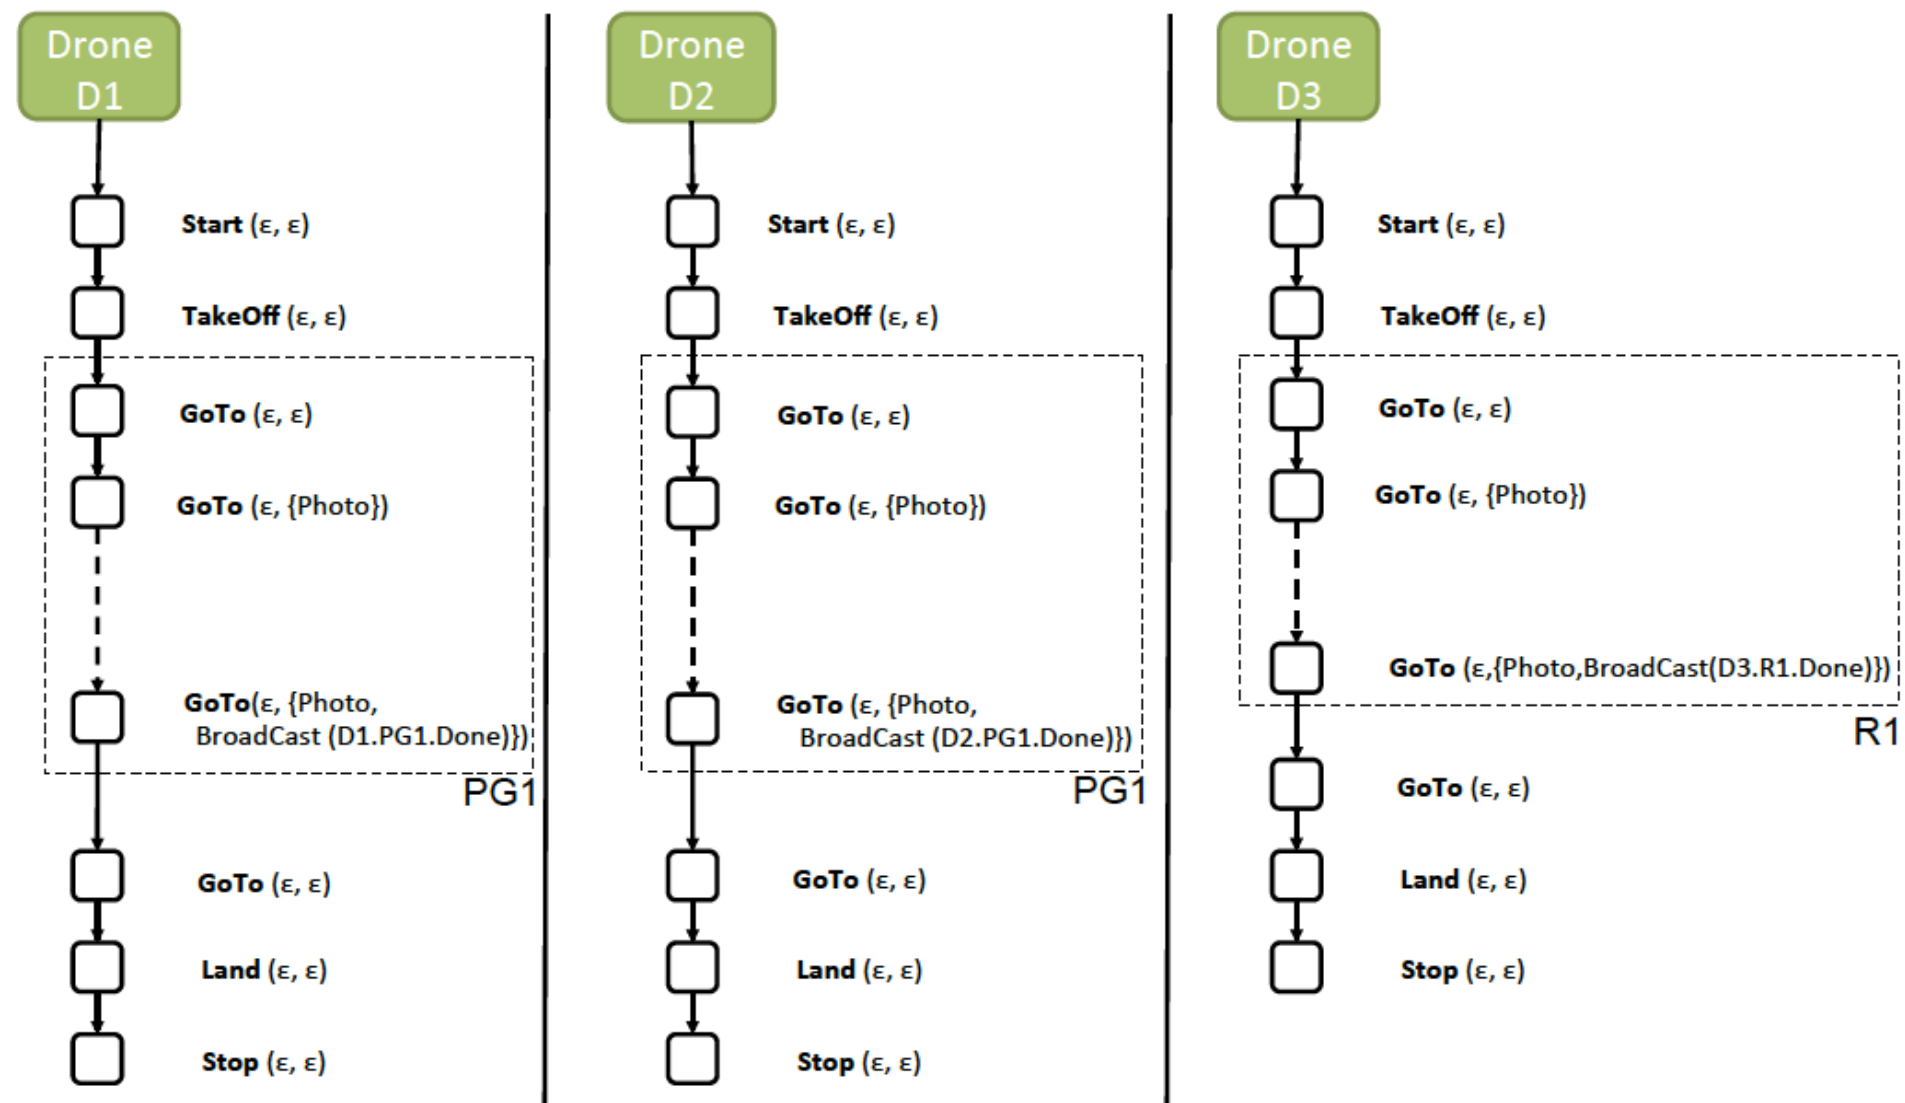 Drone
D1
Start (ε, ε)
TakeOff (ε, ε)
GoTo (ε, ε)
GoTo (ε, {Photo})
GoTo(ε, {Photo,
BroadCast (D1.PG1.Done)})
PG1
GoTo (ε, ε)
Land (ε, ε)
Stop (ε, ε)
Drone
D2
Start (ε, ε)
TakeOff (ε, ε)
GoTo (ε, ε)
GoTo (ε, {Photo})
GoTo (ε, {Photo,
BroadCast (D2.PG1.Done)})
PG1
GoTo (ε, ε)
Land (ε, ε)
Stop (ε, ε)
Drone
D3
Start (ε, ε)
TakeOff (ε, ε)
GoTo (ε, ε)
GoTo (ε, {Photo})
GoTo (ε,{Photo,BroadCast(D3.R1.Done)})
R1
GoTo (ε, ε)
Land (ε, ε)
Stop (ε, ε)